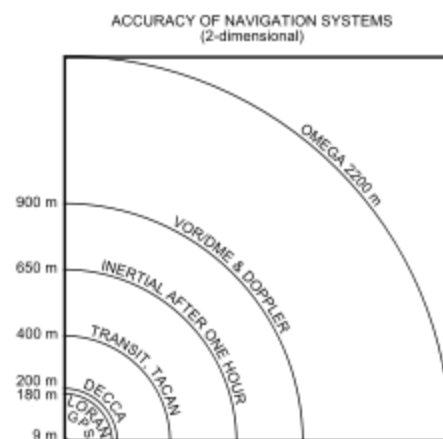 ACCURACY OF NAVIGATION SYSTEMS
(2-dimensional)
OMEGA 2200 m
900 m
VOR/DME & DOPPLER
650 m
INERTIAL AFTER ONE HOUR
400 m
TRANSIT, TACAN
200 m
DECCA
180 m
LORAN
GPS
9 m